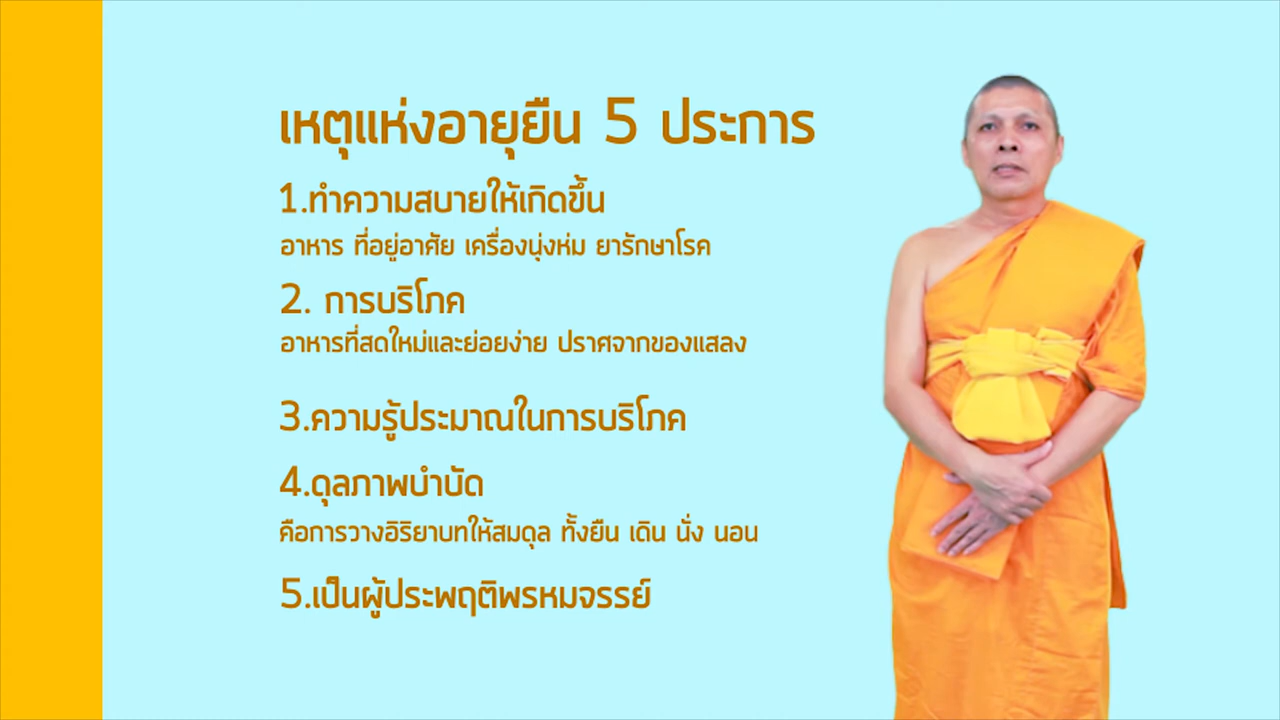 เหตุแห่งอายุยืน 5 ประการ
1.ทำความสบายให้เกิดขึ้น
อาหาร ที่อยู่อาศัย เครื่องนุ่งห่ม ยารักษาโรค
2. การบริโภค
อาหารที่สดใหม่และย่อยง่าย ปราศจากของแสลง
3.ความรู้ประมาณในการบริโภค
4.ดุลภาพบำบัด
คือการวางอิริยาบทให้สมดุล ทั้งยืน เดิน นั่ง นอน
5.เป็นผู้ประพฤติพรหมจรรย์